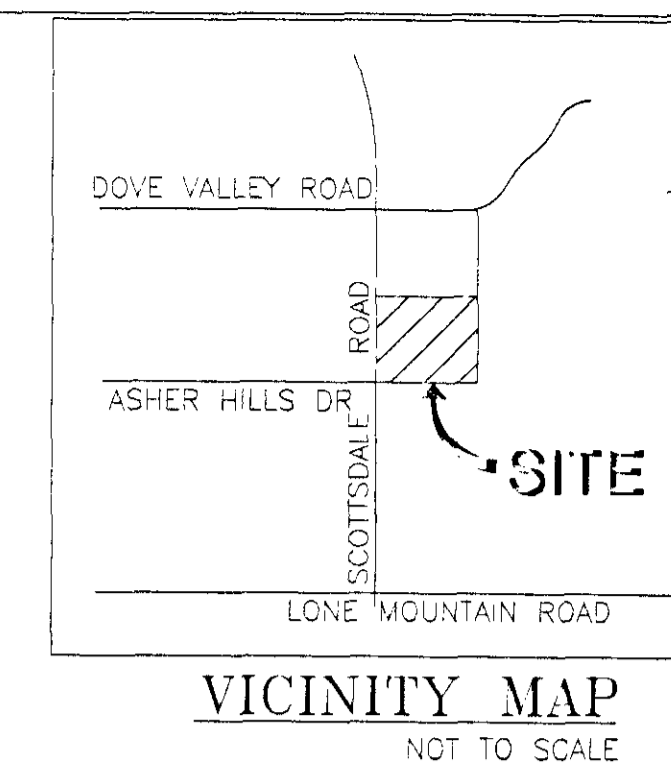 DOVE VALLEY ROAD
SCOTTSDALE ROAD
ASHER HILLS DR
SITE
LONE MOUNTAIN ROAD
VICINITY MAP
NOT TO SCALE